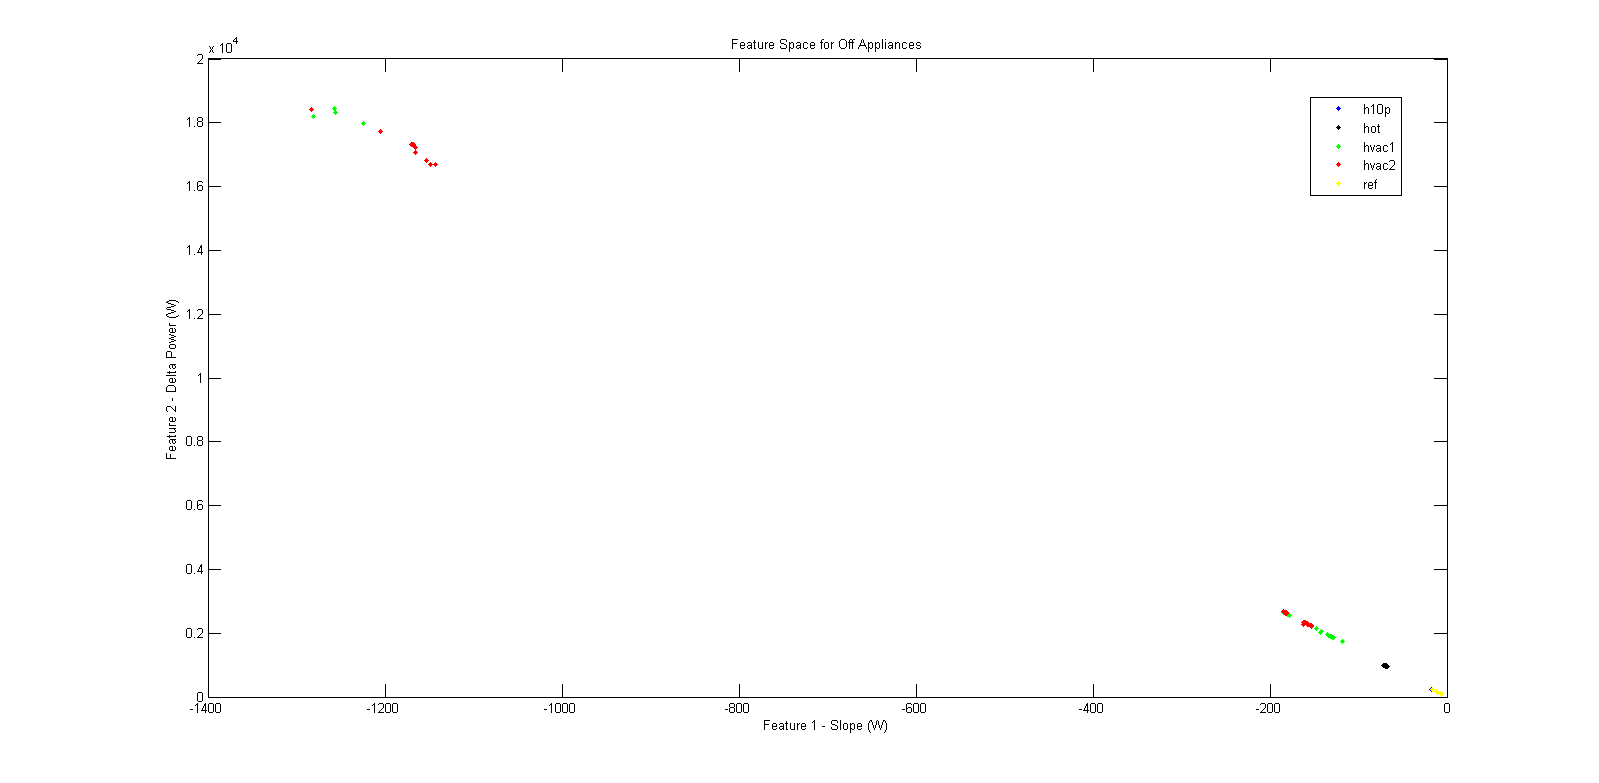 Feature Space for Off Appliances
x 10^4
2
1.8
1.6
1.4
1.2
1
0.8
0.6
0.4
0.2
0
Feature 2 - Delta Power (W)
h10p
hot
hvac1
hvac2
ref
-1400 -1200 -1000 -800 -600 -400 -200 0
Feature 1 - Slope (W)